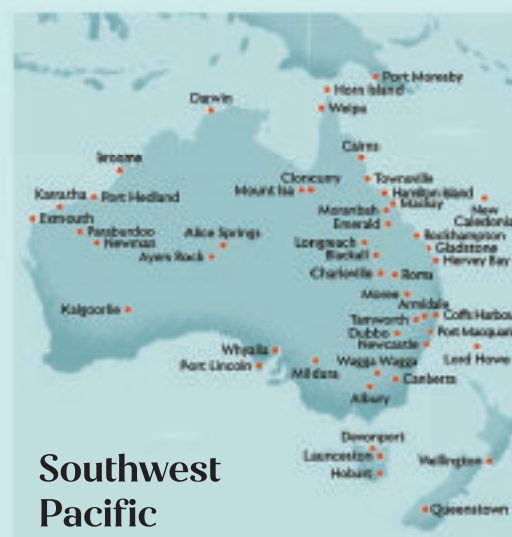 Port Moresby
Horn Island
Darwin
Weipa
Cairns
Broome
Cloncurry
Townsville
Mount Isa
Hamilton Island
Karratha
Port Hedland
Mackay
New
Caledonia
Moranbah
Exmouth
Emerald
Paraburdoo
Alice Springs
Rockhampton
Newman
Longreach
Gladstone
Ayers Rock
Blackall
Hervey Bay
Charleville
Roma
Moree
Armidale
Kalgoorlie
Tamworth
Coffs Harbou
Dubbo
Port Macquari
Newcastle
Whyalla
Lord Howe
Port Lincoln
Wagga Wagga
Mildura
Canberra
Albury
Devonport
Launceston
Wellington
Hobart
Southwest
Pacific
Queenstown